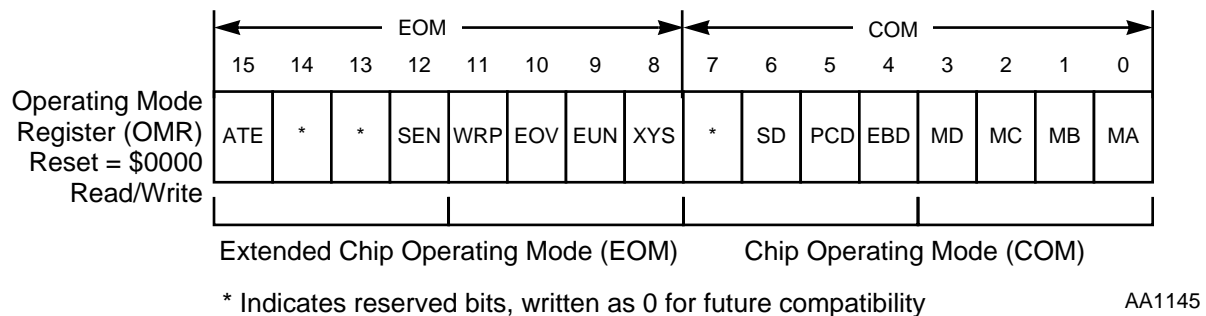 EOM COM
15 14 13 12 11 10 9 8 7 6 5 4 3 2 1 0
Operating Mode
Register (OMR)
Reset = $0000
Read/Write
ATE * * SEN WRP EOV EUN XYS * SD PCD EBD MD MC MB MA
Extended Chip Operating Mode (EOM) Chip Operating Mode (COM)
* Indicates reserved bits, written as 0 for future compatibility AA1145